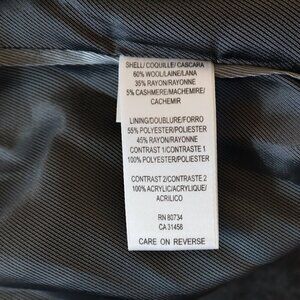 SHELL/ COQUILLE/ CASCARA
60% WOOL/LAINE/LANA
35% RAYON/RAYONNE
5% CASHMERE/MACHEMIRE/
CACHEMIR
LINING/DOUBLURE/FORRO
55% POLYESTER/POLIESTER
45% RAYON/RAYONNE
CONTRAST 1/CONTRASTE 1
100% POLYESTER/POLIESTER
CONTRAST 2/CONTRASTE 2
100% ACRYLIC/ACRYLIQUE/
ACRILICO
RN 80734
CA 31458
CARE ON REVERSE